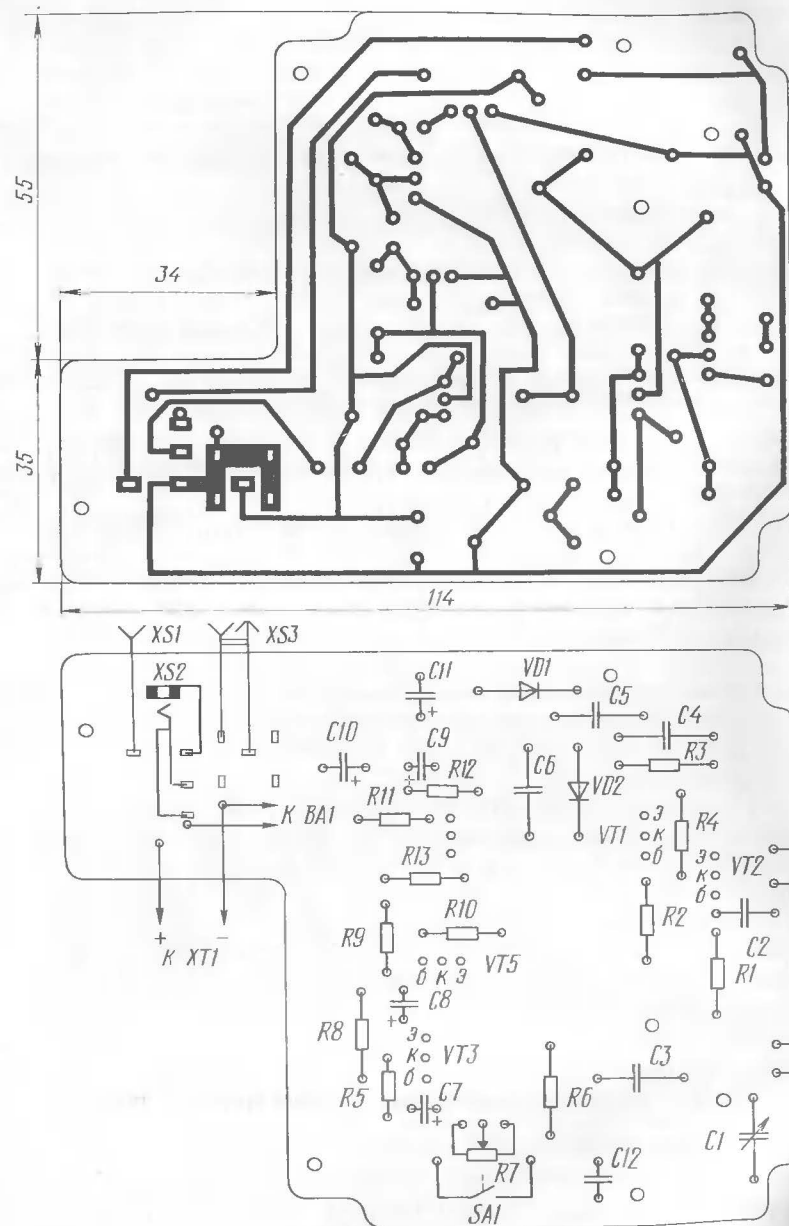 55
34
35
114
XS1
XS3
XS2
C11
VD1
C5
C4
C10
C9
R3
R12
C6
VD2
R11
R4
К ВА1
э
к
б
VT1
э
к
б
VT2
R13
R9
R10
R2
C2
+
−
К ХТ1
б К Э
VT5
R1
C8
+
R8
э
к
б
VT3
C3
R5
C7
+
R6
C1
R7
C12
SA1